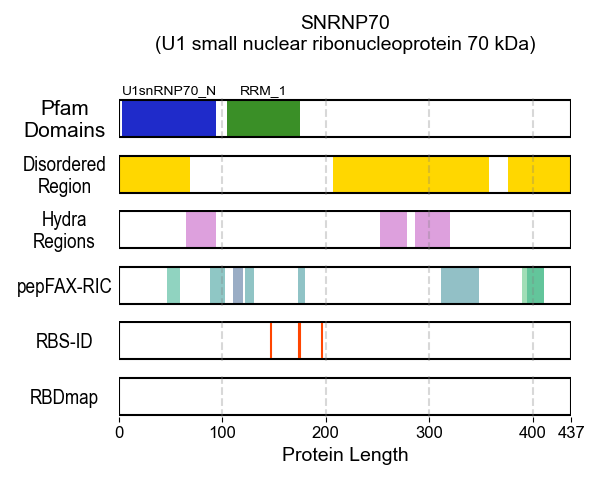 SNRNP70
(U1 small nuclear ribonucleoprotein 70 kDa)
U1snRNP70_N RRM_1
Pfam
Domains
Disordered
Region
Hydra
Regions
pepFAX-RIC
RBS-ID
RBDmap
0 100 200 300 400 437
Protein Length